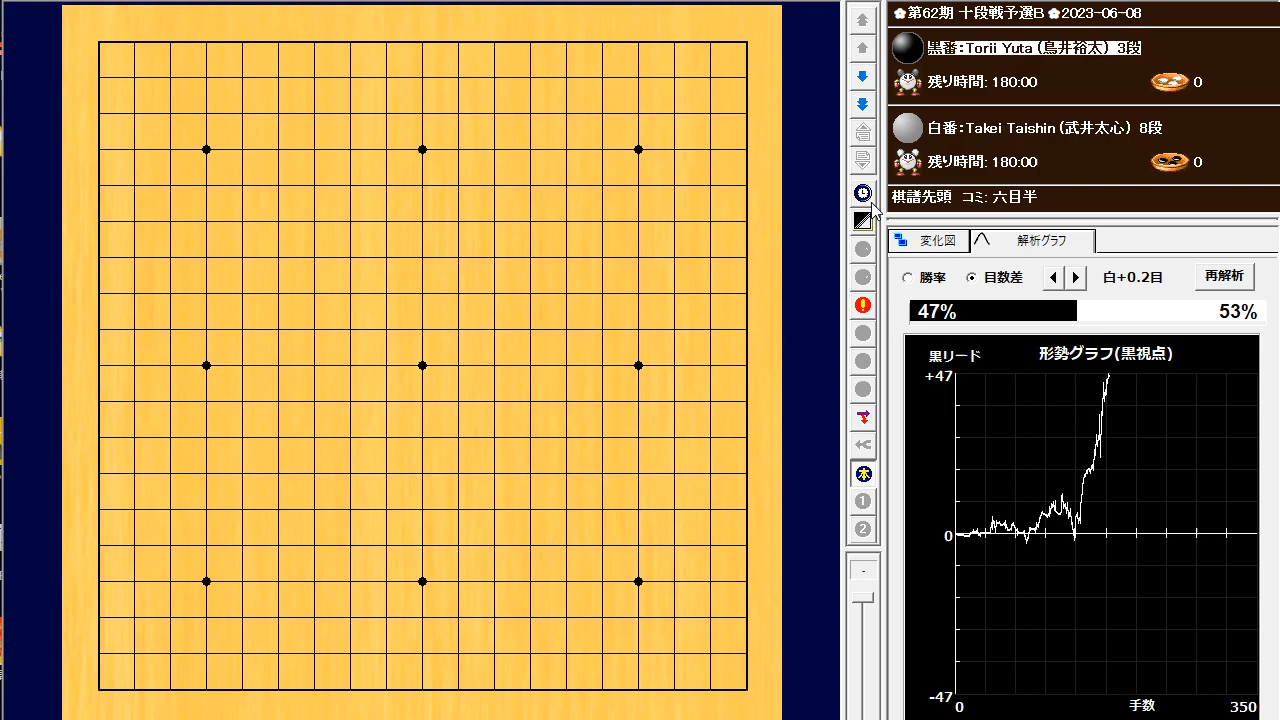 ✿第62期 十段戦予選B ✿2023-06-08
黒番:Torii Yuta (鳥井裕太) 3段
残り時間: 180:00
0
白番:Takei Taishin (武井太心) 8段
残り時間: 180:00
0
棋譜先頭 コミ: 六目半
変化図
解析グラフ
勝率
目数差
白+0.2目
再解析
47%
53%
黒リード
形勢グラフ(黒視点)
+47
0
-47
0
手数
350
1
2
-